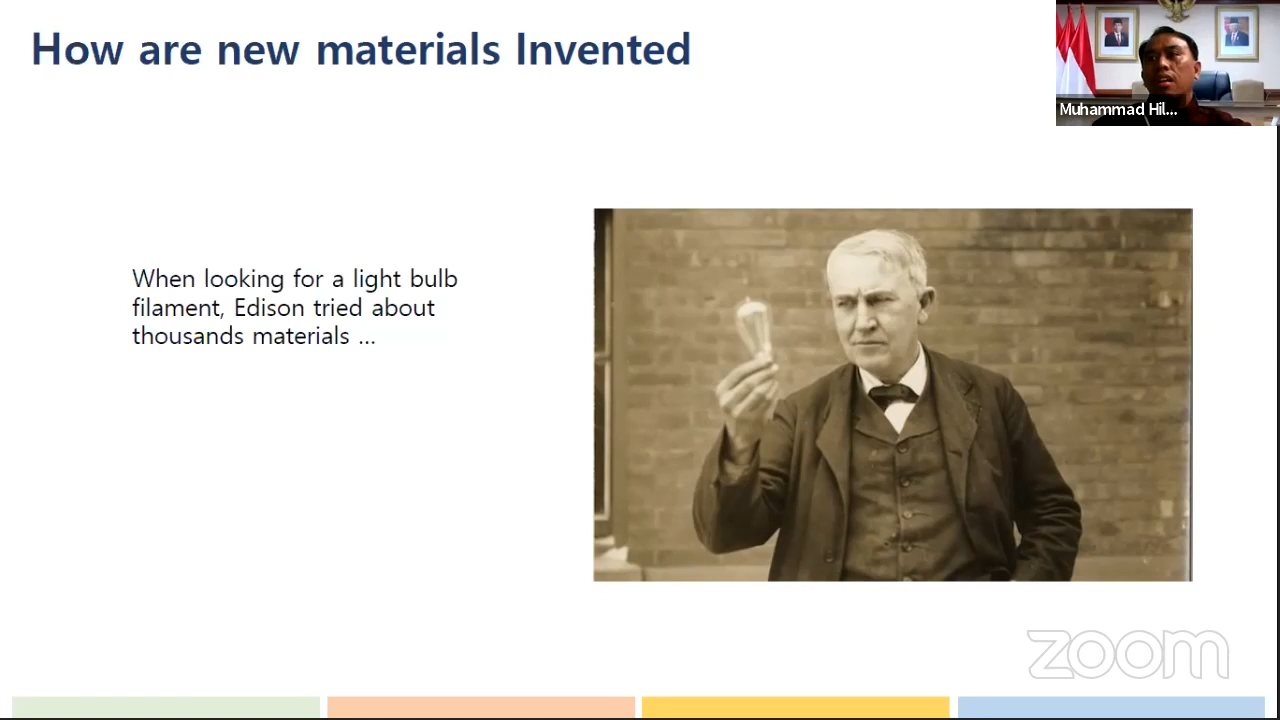 How are new materials Invented
Muhammad Hil...
When looking for a light bulb
filament, Edison tried about
thousands materials ...
zoom